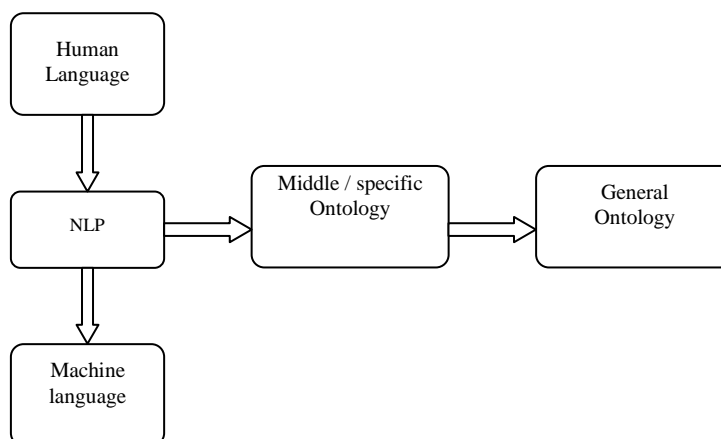 Human
Language
NLP
Middle / specific
Ontology
General
Ontology
Machine
language